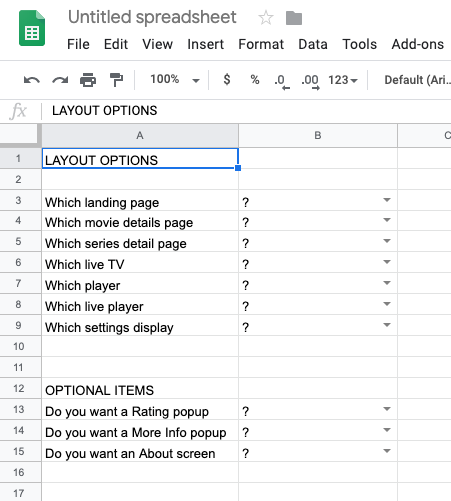 Untitled spreadsheet
File Edit View Insert Format Data Tools Add-ons
100% $ % .0 .00 123 Default (Ari...
fx LAYOUT OPTIONS
A B C
1 LAYOUT OPTIONS
2
3 Which landing page ?
4 Which movie details page ?
5 Which series detail page ?
6 Which live TV ?
7 Which player ?
8 Which live player ?
9 Which settings display ?
10
11
12 OPTIONAL ITEMS
13 Do you want a Rating popup ?
14 Do you want a More Info popup ?
15 Do you want an About screen ?
16
17